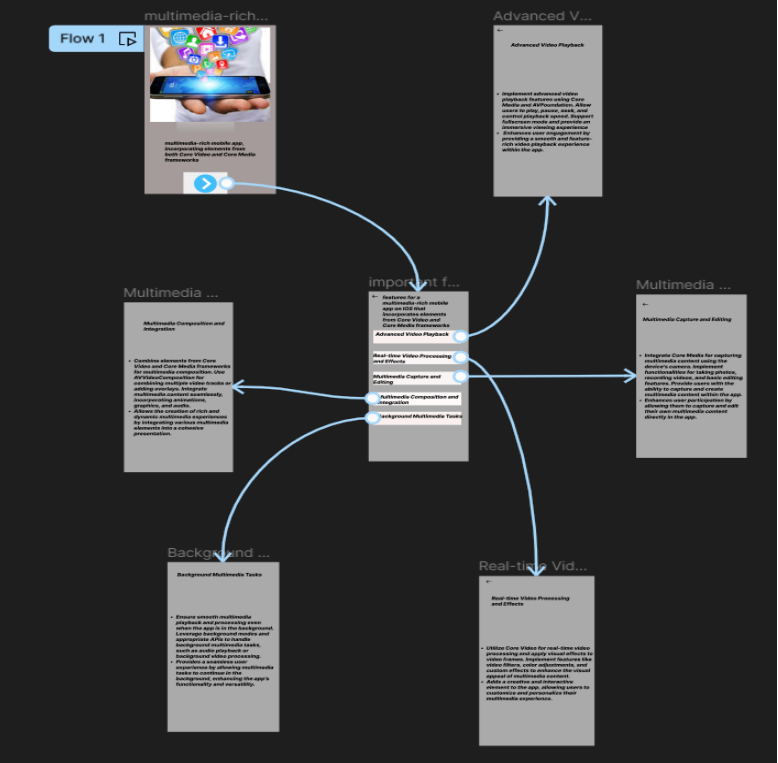 multimedia-rich...
Advanced V...
Flow 1
multimedia-rich mobile app,
incorporating elements from
both Core Video and Core Media
frameworks
←
Advanced Video Playback
• Implement advanced video
playback features using Core
Media and AVFoundation. Allow
users to play, pause, seek, and
control playback speed. Support
fullscreen mode and provide an
immersive viewing experience
• Enhances user engagement by
providing a smooth and feature-
rich video playback experience
within the app.
important f...
← features for a
multimedia-rich mobile
app on iOS that
incorporates elements
from Core Video and
Core Media frameworks
Advanced Video Playback
Real-time Video Processing
and Effects
Multimedia Capture and
Editing
Multimedia Composition and
Integration
Background Multimedia Tasks
Multimedia ...
Multimedia Composition and
Integration
• Combine elements from Core
Video and Core Media frameworks
for multimedia composition. Use
AVVideoComposition for
combining multiple video tracks or
adding overlays. Integrate
multimedia content seamlessly,
incorporating animations,
graphics, and audio.
• Allows the creation of rich and
dynamic multimedia experiences
by integrating various multimedia
elements into a cohesive
presentation.
Multimedia ...
←
Multimedia Capture and Editing
• Integrate Core Media for capturing
multimedia content using the
device's camera. Implement
functionalities for taking photos,
recording videos, and basic editing
features. Provide users with the
ability to capture and create
multimedia content within the app.
• Enhances user participation by
allowing them to capture and edit
their own multimedia content
directly in the app.
Background ...
Background Multimedia Tasks
• Ensure smooth multimedia
playback and processing even
when the app is in the background.
Leverage background modes and
appropriate APIs to handle
background multimedia tasks,
such as audio playback or
background video processing.
• Provides a seamless user
experience by allowing multimedia
tasks to continue in the
background, enhancing the app's
functionality and versatility.
Real-time Vid...
←
Real-time Video Processing
and Effects
• Utilize Core Video for real-time video
processing and apply visual effects to
video frames. Implement features like
video filters, color adjustments, and
custom effects to enhance the visual
appeal of multimedia content.
• Adds a creative and interactive
element to the app, allowing users to
customize and personalize their
multimedia experience.